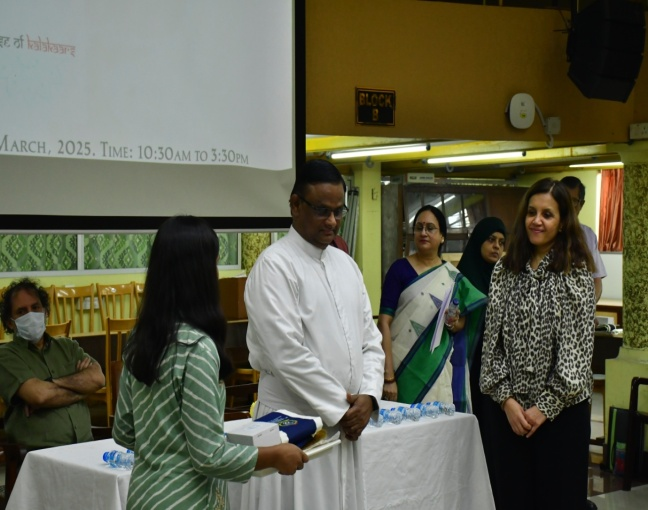 se of kalakaars
March, 2025. Time: 10:30am to 3:30pm
BLOCK
B